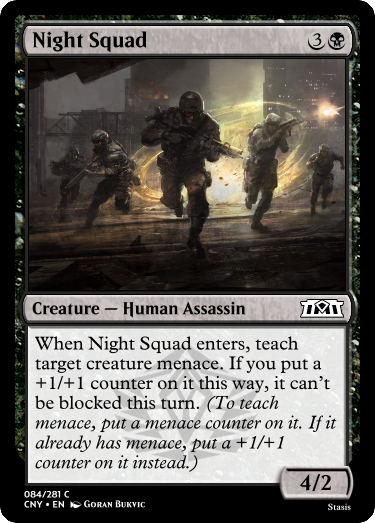 Night Squad 3
Creature — Human Assassin
When Night Squad enters, teach
target creature menace. If you put a
+1/+1 counter on it this way, it can't
be blocked this turn. (To teach
menace, put a menace counter on it. If it
already has menace, put a +1/+1
counter on it instead.)
4/2
084/281 C
CNY • EN Goran Bukvic
Stasis